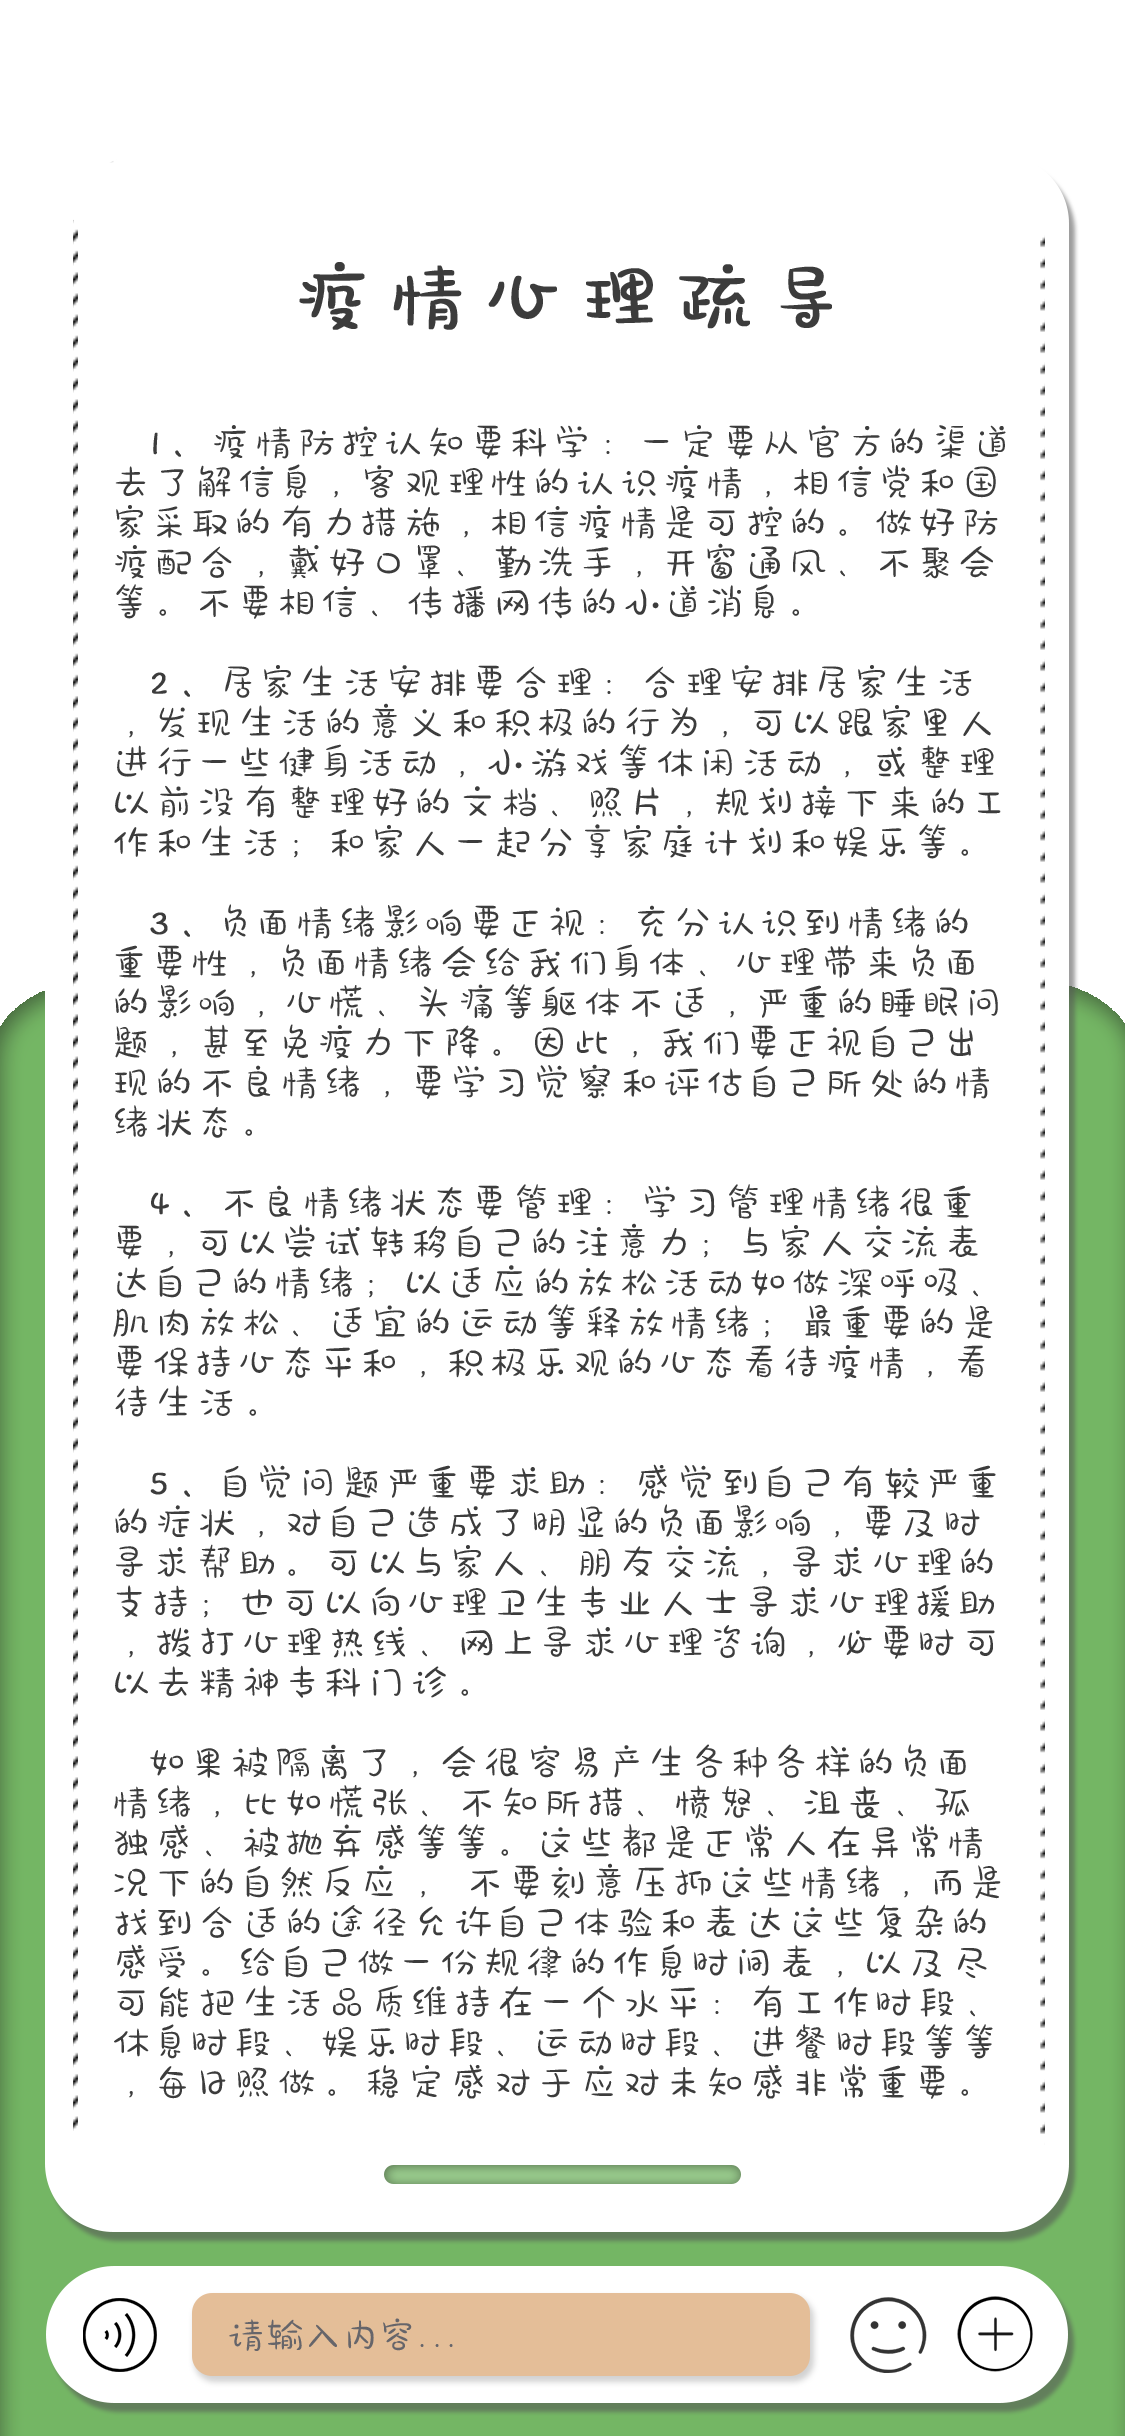 疫情心理疏导
1、疫情防控认知要科学：一定要从官方的渠道
去了解信息，客观理性的认识疫情，相信党和国
家采取的有力措施，相信疫情是可控的。做好防
疫配合，戴好口罩、勤洗手，开窗通风、不聚会
等。不要相信、传播网传的小道消息。
2、居家生活安排要合理：合理安排居家生活
，发现生活的意义和积极的行为，可以跟家里人
进行一些健身活动，小游戏等休闲活动，或整理
以前没有整理好的文档、照片，规划接下来的工
作和生活；和家人一起分享家庭计划和娱乐等。
3、负面情绪影响要正视：充分认识到情绪的
重要性，负面情绪会给我们身体、心理带来负面
的影响，心慌、头痛等躯体不适，严重的睡眠问
题，甚至免疫力下降。因此，我们要正视自己出
现的不良情绪，要学习觉察和评估自己所处的情
绪状态。
4、不良情绪状态要管理：学习管理情绪很重
要，可以尝试转移自己的注意力；与家人交流表
达自己的情绪；以适应的放松活动如做深呼吸、
肌肉放松、适宜的运动等释放情绪；最重要的是
要保持心态平和，积极乐观的心态看待疫情，看
待生活。
5、自觉问题严重要求助：感觉到自己有较严重
的症状，对自己造成了明显的负面影响，要及时
寻求帮助。可以与家人、朋友交流，寻求心理的
支持；也可以向心理卫生专业人士寻求心理援助
，拨打心理热线、网上寻求心理咨询，必要时可
以去精神专科门诊。
如果被隔离了，会很容易产生各种各样的负面
情绪，比如慌张、不知所措、愤怒、沮丧、孤
独感、被抛弃感等等。这些都是正常人在异常情
况下的自然反应，不要刻意压抑这些情绪，而是
找到合适的途径允许自己体验和表达这些复杂的
感受。给自己做一份规律的作息时间表，以及尽
可能把生活品质维持在一个水平：有工作时段、
休息时段、娱乐时段、运动时段、进餐时段等等
，每日照做。稳定感对于应对未知感非常重要。
请输入内容...